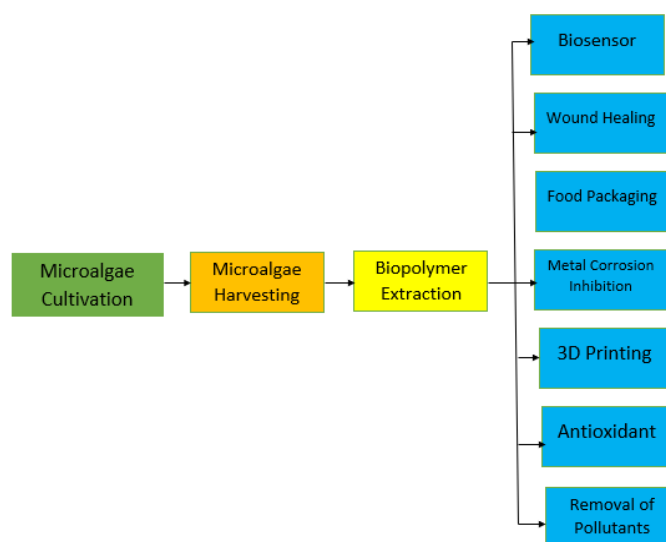 Biosensor
Wound Healing
Food Packaging
Microalgae
Cultivation
Microalgae
Harvesting
Biopolymer
Extraction
Metal Corrosion
Inhibition
3D Printing
Antioxidant
Removal of
Pollutants